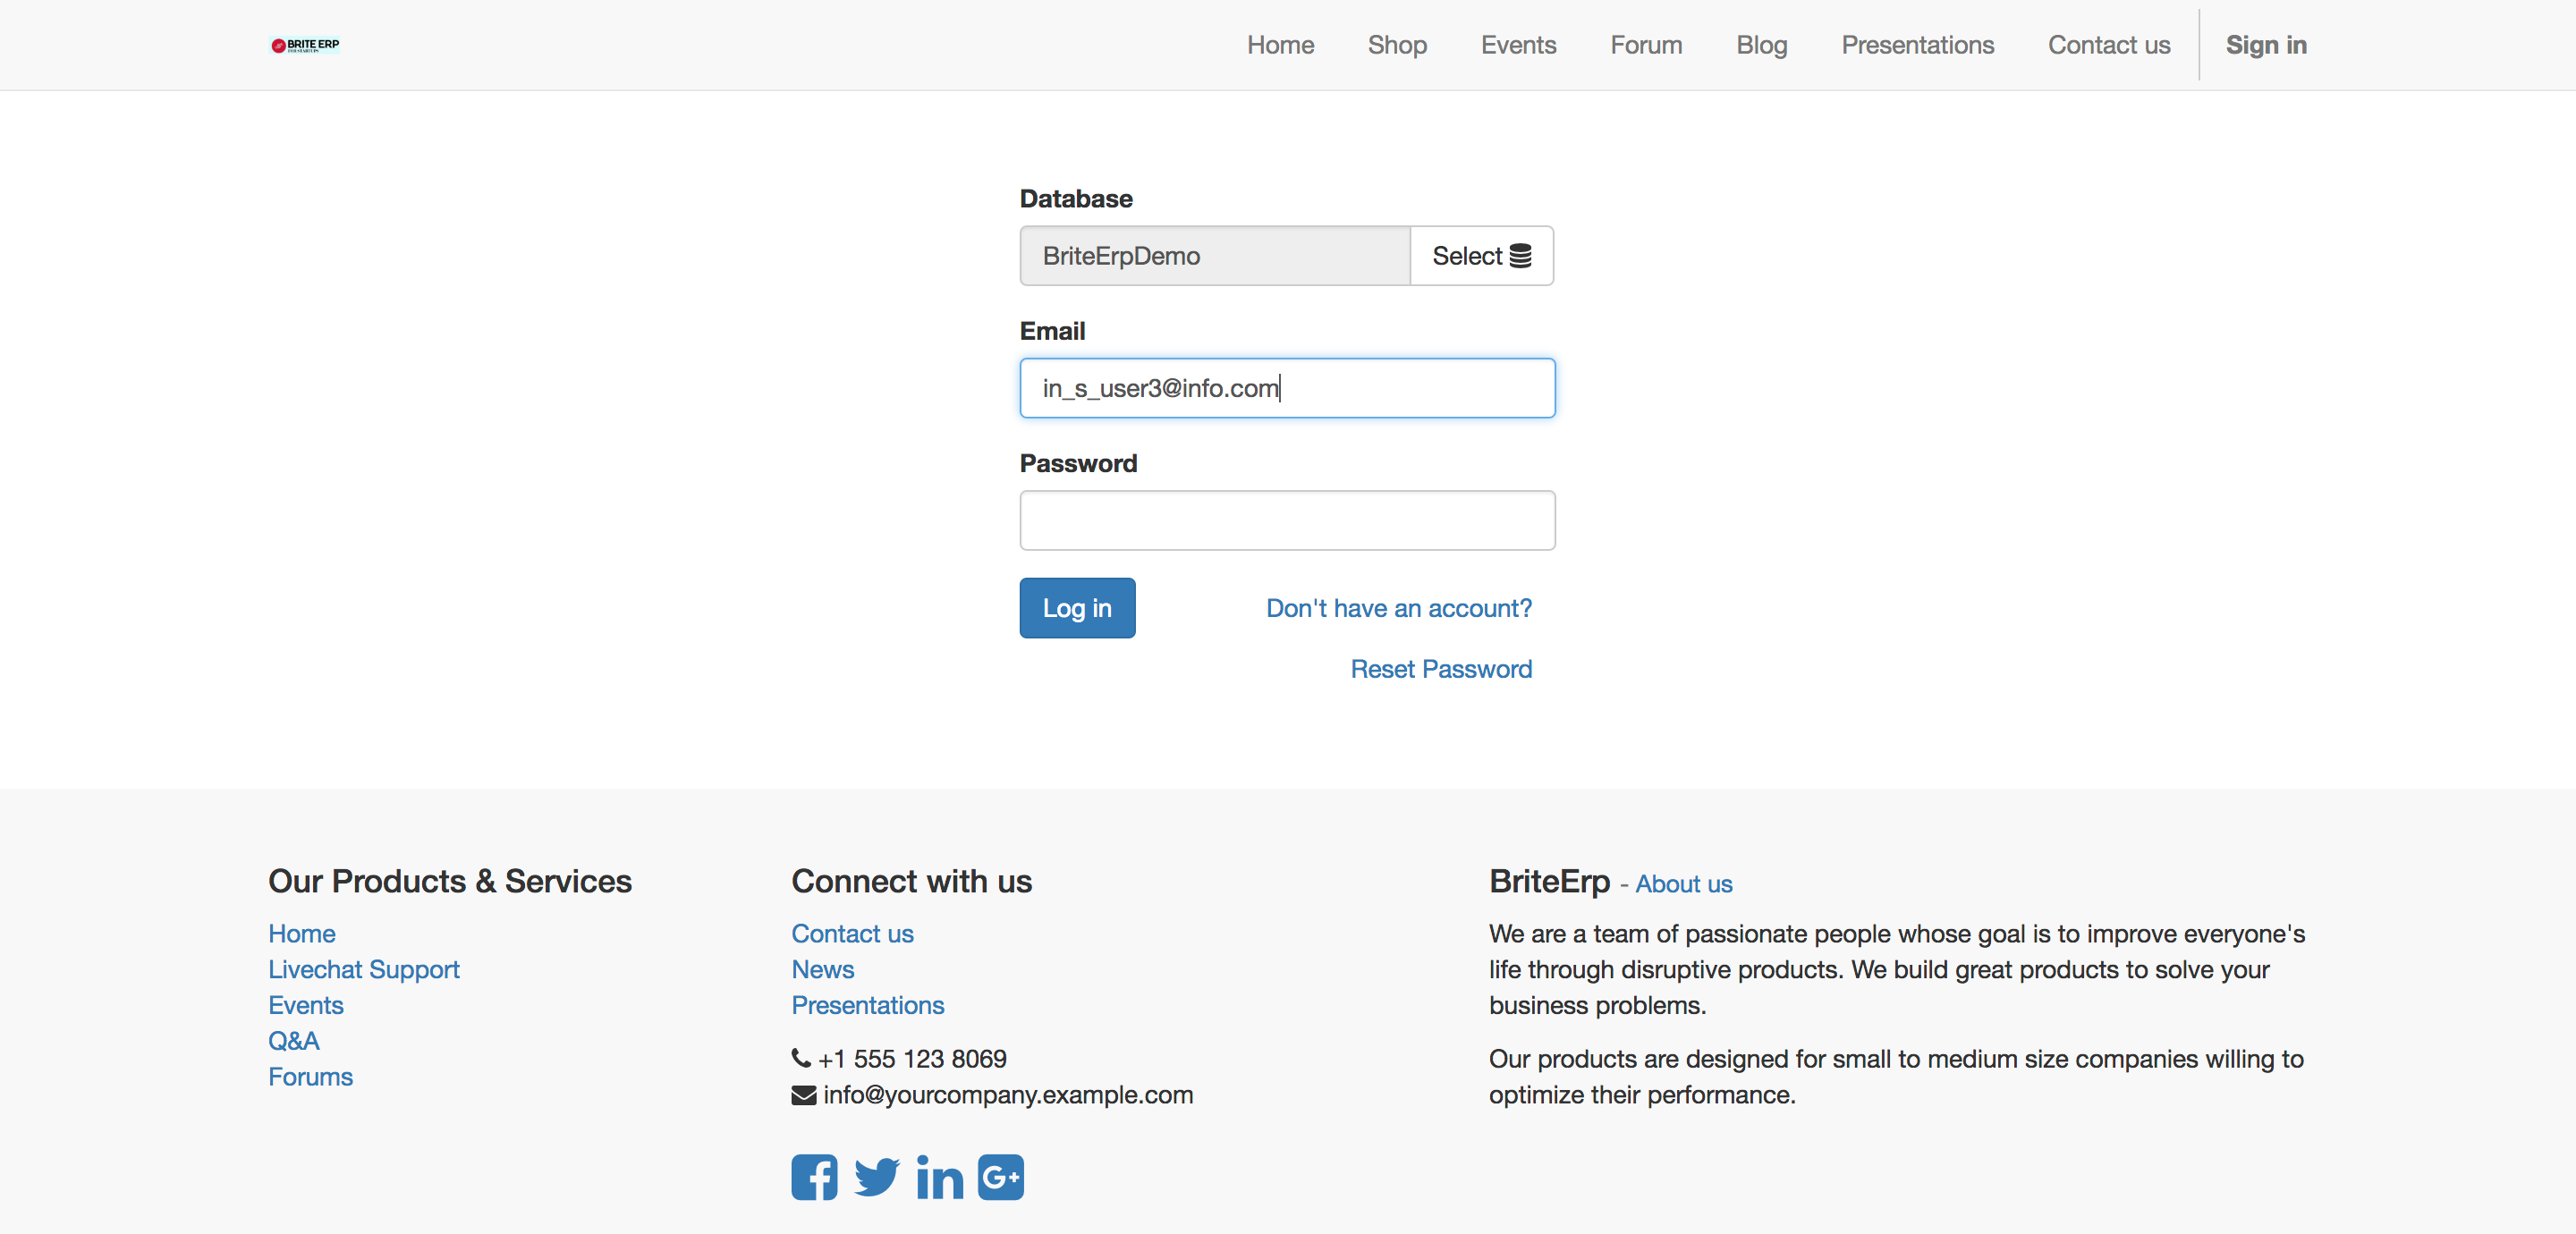 BRITE ERP
Home Shop Events Forum Blog Presentations Contact us Sign in
Database
BriteErpDemo Select
Email
in_s_user3@info.com
Password
Log in Don't have an account?
Reset Password
Our Products & Services
Home
Livechat Support
Events
Q&A
Forums
Connect with us
Contact us
News
Presentations
+1 555 123 8069
info@yourcompany.example.com
BriteErp - About us
We are a team of passionate people whose goal is to improve everyone's
life through disruptive products. We build great products to solve your
business problems.
Our products are designed for small to medium size companies willing to
optimize their performance.